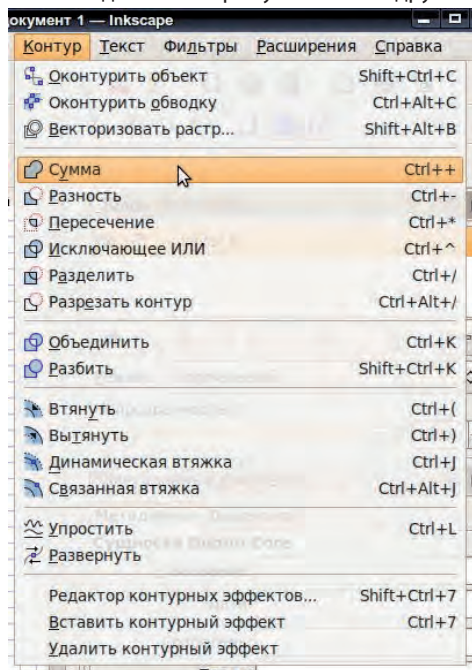 окумент 1 — Inkscape
Контур Текст Фильтры Расширения Справка
Оконтурить объект Shift+Ctrl+C
Оконтурить обводку Ctrl+Alt+C
Векторизовать растр... Shift+Alt+B
Сумма Ctrl++
Разность Ctrl+-
Пересечение Ctrl+*
Исключающее ИЛИ Ctrl+^
Разделить Ctrl+/
Разрезать контур Ctrl+Alt+/
Объединить Ctrl+K
Разбить Shift+Ctrl+K
Втянуть Ctrl+(
Вытянуть Ctrl+)
Динамическая втяжка Ctrl+J
Связанная втяжка Ctrl+Alt+J
Упростить Ctrl+L
Развернуть
Редактор контурных эффектов... Shift+Ctrl+7
Вставить контурный эффект Ctrl+7
Удалить контурный эффект